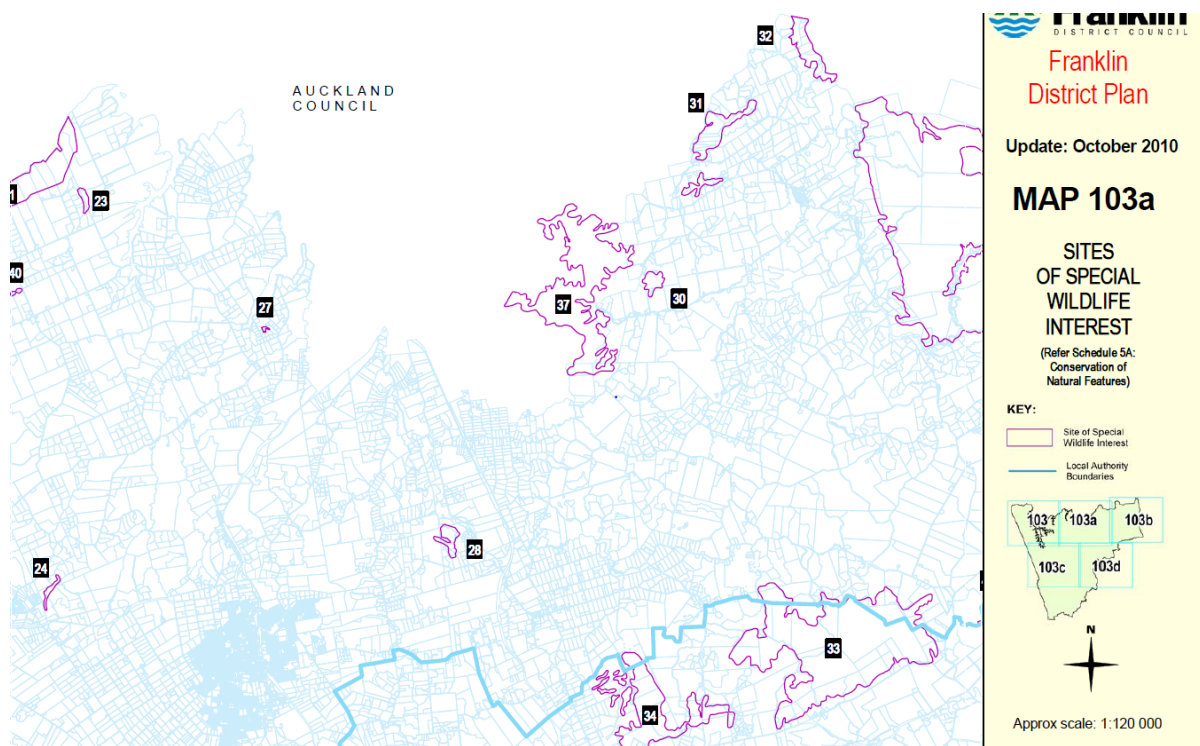 32
AUCKLAND
COUNCIL
31
23
40
27
37
30
28
24
33
34
Franklin
DISTRICT COUNCIL
Franklin
District Plan
Update: October 2010
MAP 103a
SITES
OF SPECIAL
WILDLIFE
INTEREST
(Refer Schedule 5A:
Conservation of
Natural Features)
KEY:
Site of Special
Wildlife Interest
Local Authority
Boundaries
103a
103b
103c
103d
N
Approx scale: 1:120 000